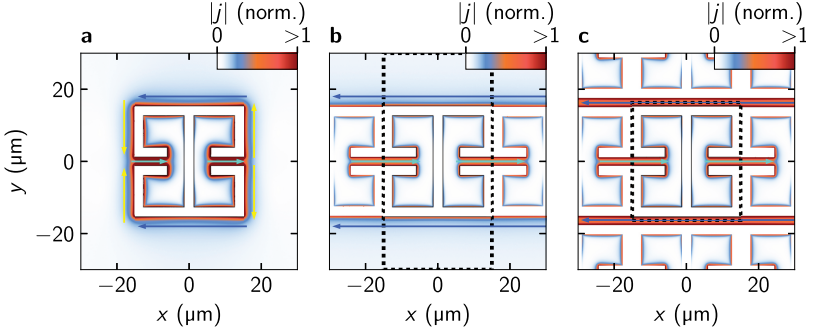 |j| (norm.) |j| (norm.) |j| (norm.)
a 0 >1 b 0 >1 c 0 >1
20
0
−20
y (μm)
−20 0 20 −20 0 20 −20 0 20
x (μm) x (μm) x (μm)